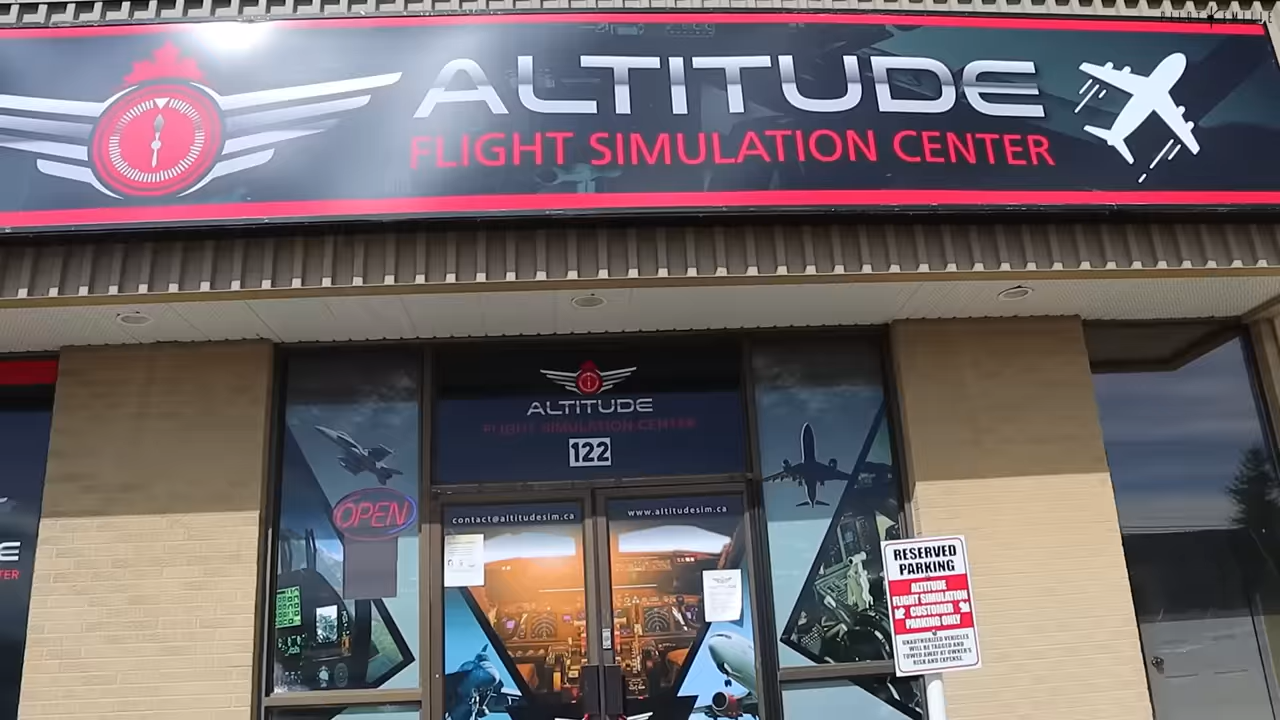 ALTITUDE
FLIGHT SIMULATION CENTER
ALTITUDE
FLIGHT SIMULATION CENTER
122
OPEN
contact@altitudesim.ca
www.altitudesim.ca
E
TER
RESERVED
PARKING
ALTITUDE
FLIGHT SIMULATION
CUSTOMER
PARKING ONLY
UNAUTHORIZED VEHICLES
WILL BE TAGGED AND
TOWED AWAY AT OWNER'S
RISK AND EXPENSE.